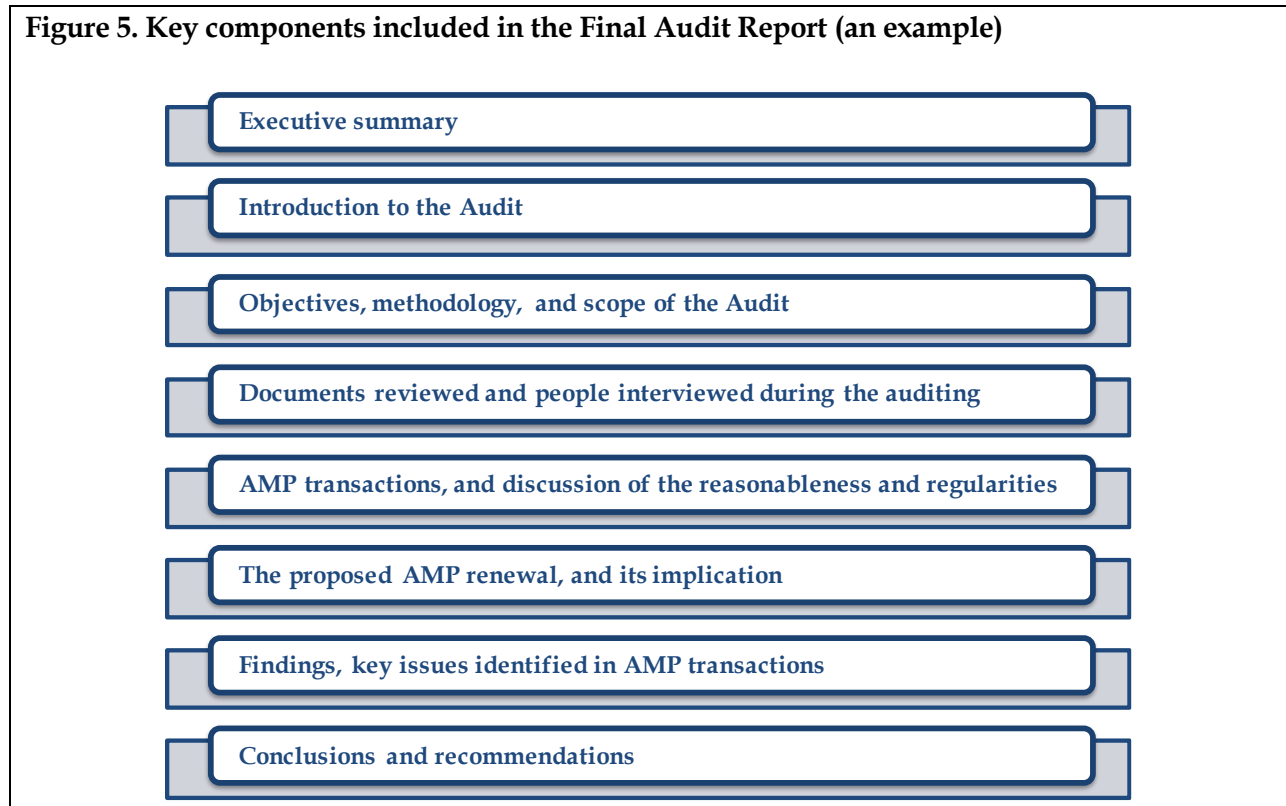 Figure 5. Key components included in the Final Audit Report (an example)
Executive summary
Introduction to the Audit
Objectives, methodology, and scope of the Audit
Documents reviewed and people interviewed during the auditing
AMP transactions, and discussion of the reasonableness and regularities
The proposed AMP renewal, and its implication
Findings, key issues identified in AMP transactions
Conclusions and recommendations